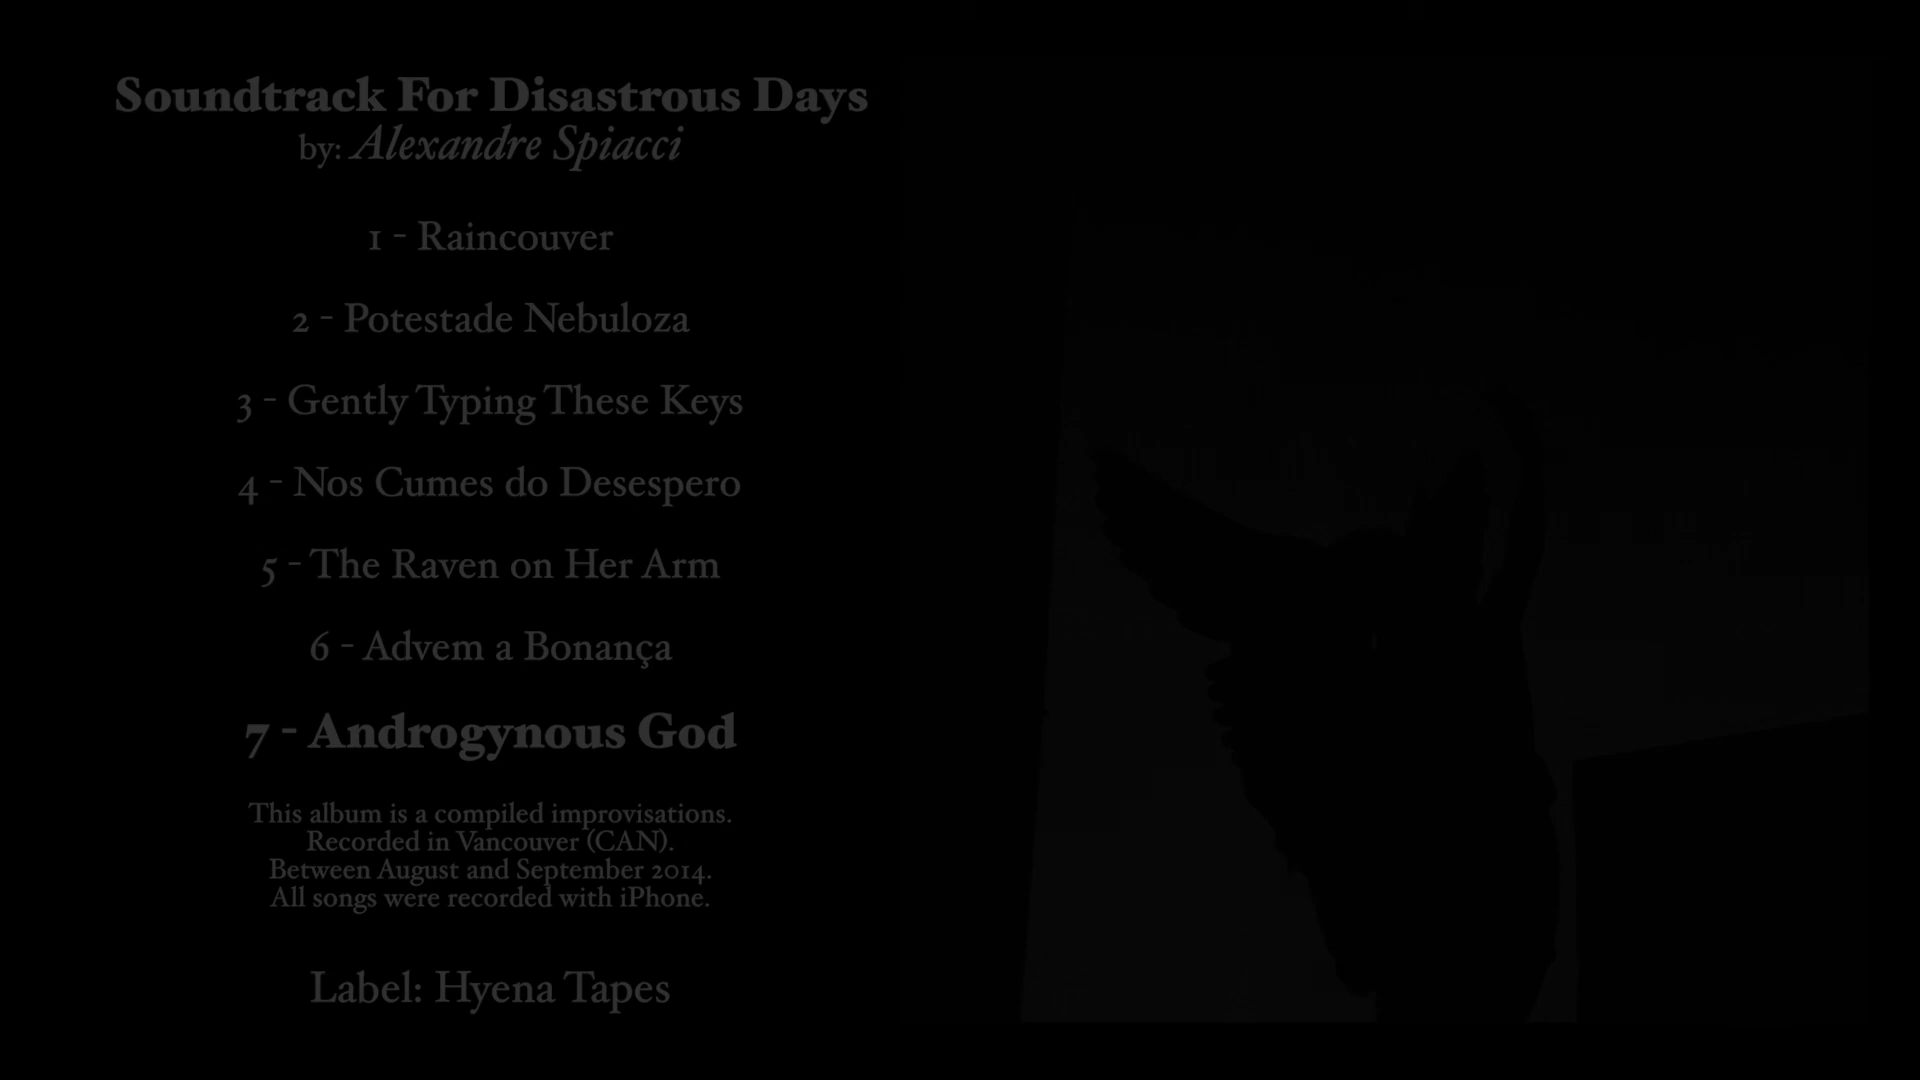 Soundtrack For Disastrous Days
by: Alexandre Spiacci
1 - Raincouver
2 - Potestade Nebuloza
3 - Gently Typing These Keys
4 - Nos Cumes do Desespero
5 - The Raven on Her Arm
6 - Advem a Bonança
7 - Androgynous God
This album is a compiled improvisations.
Recorded in Vancouver (CAN).
Between August and September 2014.
All songs were recorded with iPhone.
Label: Hyena Tapes